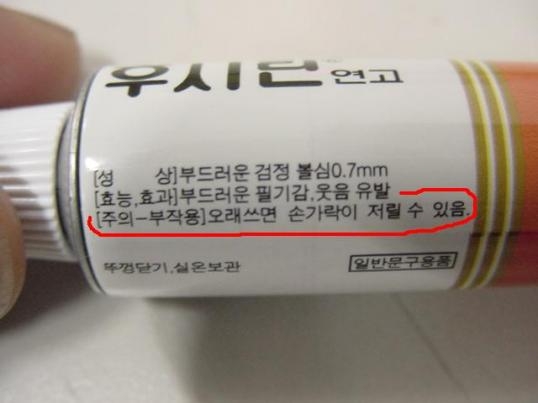 우시딘 연고
[성 상]부드러운 검정 볼심0.7mm
[효능,효과]부드러운 필기감,웃음 유발
[주의-부작용]오래쓰면 손가락이 저릴 수 있음.
뚜껑닫기,실온보관
일반문구용품